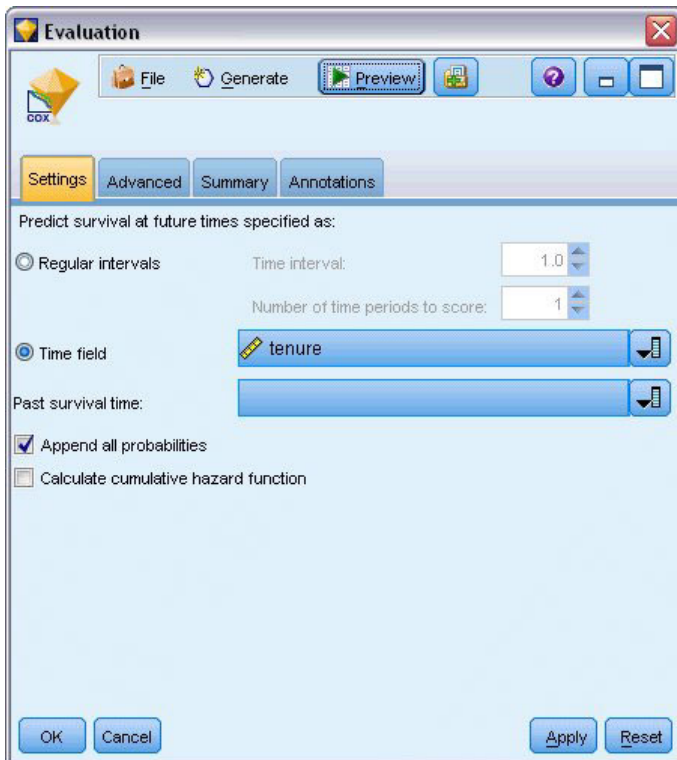 Evaluation
File Generate Preview ?
COX
Settings Advanced Summary Annotations
Predict survival at future times specified as:
Regular intervals Time interval: 1.0
Number of time periods to score: 1
Time field tenure
Past survival time:
Append all probabilities
Calculate cumulative hazard function
OK Cancel Apply Reset